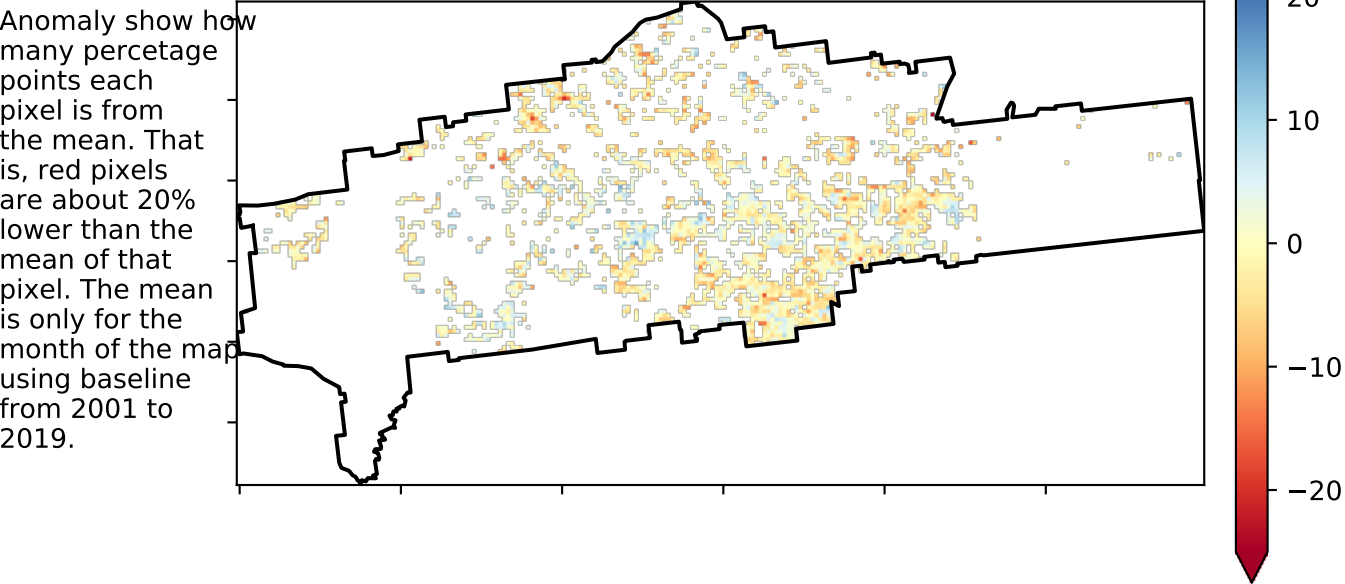 Anomaly show how
many percetage
points each
pixel is from
the mean. That
is, red pixels
are about 20%
lower than the
mean of that
pixel. The mean
is only for the
month of the map
using baseline
from 2001 to
2019.
20
10
0
−10
−20